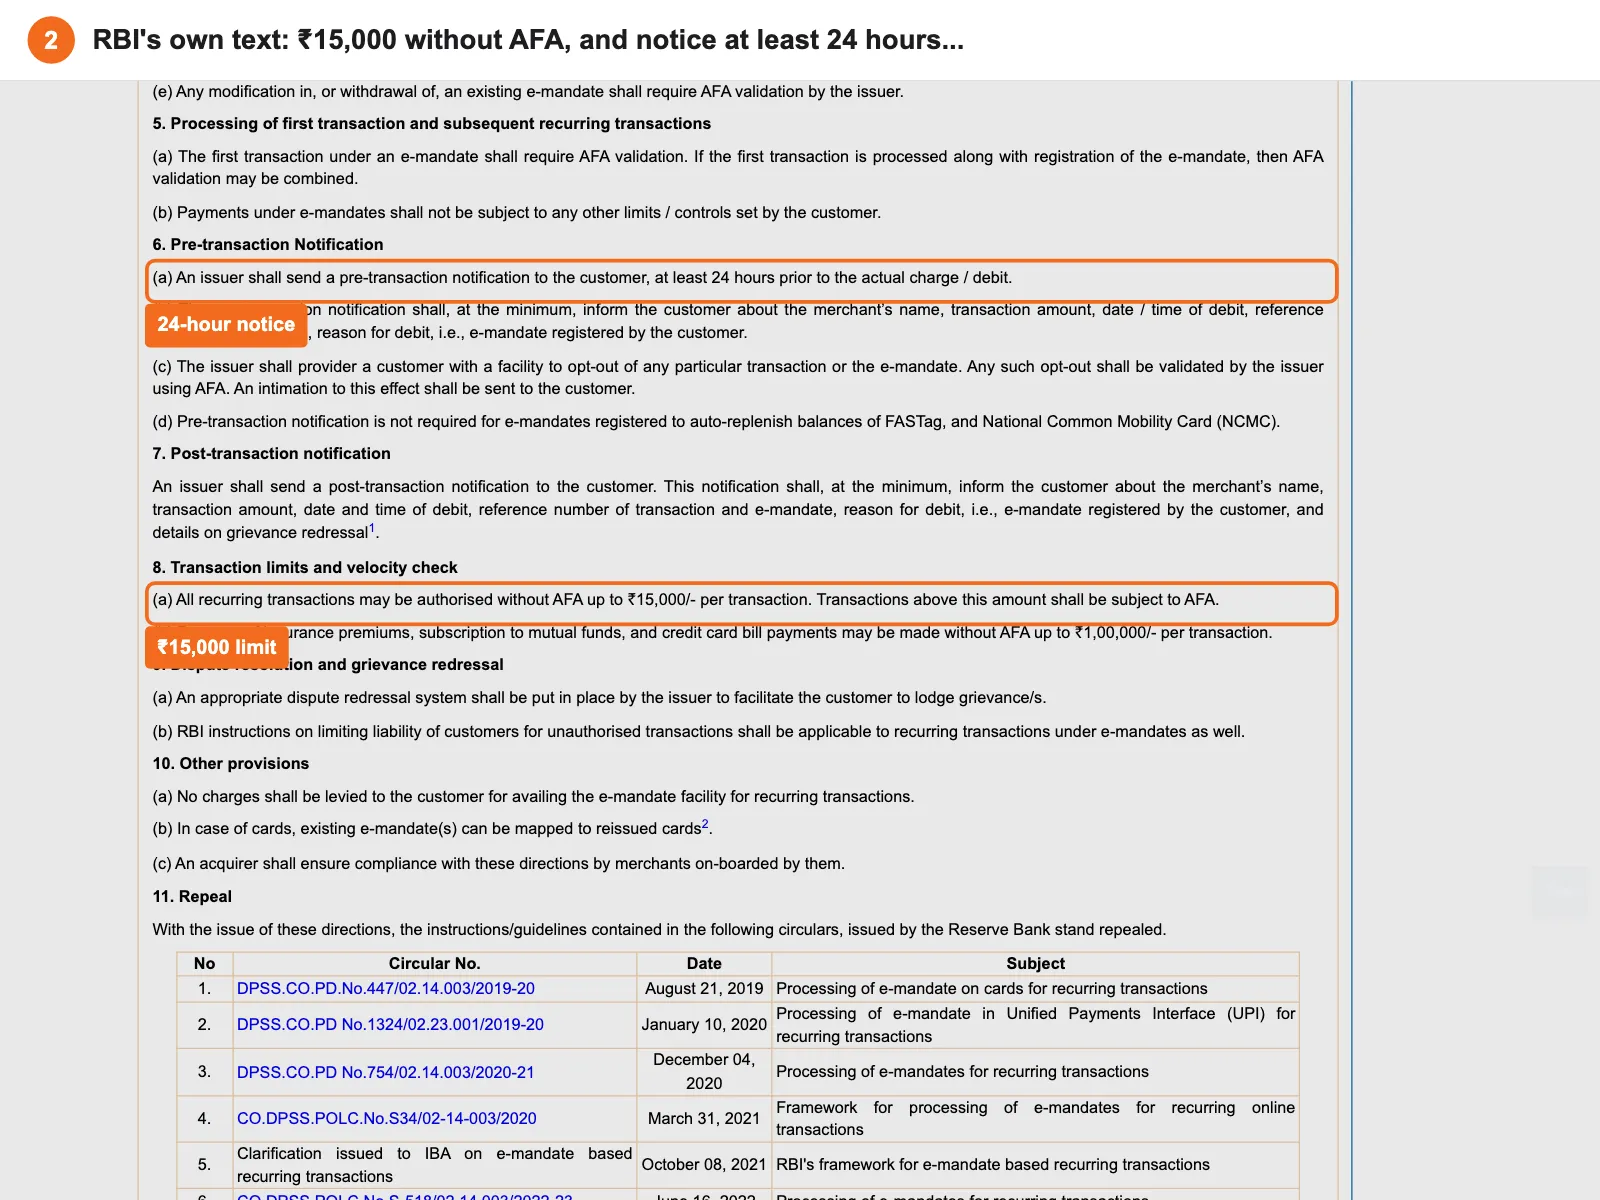 2
RBI's own text: ₹15,000 without AFA, and notice at least 24 hours...
(e) Any modification in, or withdrawal of, an existing e-mandate shall require AFA validation by the issuer.
5. Processing of first transaction and subsequent recurring transactions
(a) The first transaction under an e-mandate shall require AFA validation. If the first transaction is processed along with registration of the e-mandate, then AFA
validation may be combined.
(b) Payments under e-mandates shall not be subject to any other limits / controls set by the customer.
6. Pre-transaction Notification
(a) An issuer shall send a pre-transaction notification to the customer, at least 24 hours prior to the actual charge / debit.
notification shall, at the minimum, inform the customer about the merchant's name, transaction amount, date / time of debit, reference
24-hour notice
, reason for debit, i.e., e-mandate registered by the customer.
(c) The issuer shall provide a customer with a facility to opt-out of any particular transaction or the e-mandate. Any such opt-out shall be validated by the issuer
using AFA. An intimation to this effect shall be sent to the customer.
(d) Pre-transaction notification is not required for e-mandates registered to auto-replenish balances of FASTag, and National Common Mobility Card (NCMC).
7. Post-transaction notification
An issuer shall send a post-transaction notification to the customer. This notification shall, at the minimum, inform the customer about the merchant's name,
transaction amount, date and time of debit, reference number of transaction and e-mandate, reason for debit, i.e., e-mandate registered by the customer, and
details on grievance redressal1.
8. Transaction limits and velocity check
(a) All recurring transactions may be authorised without AFA up to ₹15,000/- per transaction. Transactions above this amount shall be subject to AFA.
premiums, subscription to mutual funds, and credit card bill payments may be made without AFA up to ₹1,00,000/- per transaction.
₹15,000 limit
and grievance redressal
(a) An appropriate dispute redressal system shall be put in place by the issuer to facilitate the customer to lodge grievance/s.
(b) RBI instructions on limiting liability of customers for unauthorised transactions shall be applicable to recurring transactions under e-mandates as well.
10. Other provisions
(a) No charges shall be levied to the customer for availing the e-mandate facility for recurring transactions.
(b) In case of cards, existing e-mandate(s) can be mapped to reissued cards2.
(c) An acquirer shall ensure compliance with these directions by merchants on-boarded by them.
11. Repeal
With the issue of these directions, the instructions/guidelines contained in the following circulars, issued by the Reserve Bank stand repealed.
No Circular No. Date Subject
1. DPSS.CO.PD.No.447/02.14.003/2019-20 August 21, 2019 Processing of e-mandate on cards for recurring transactions
2. DPSS.CO.PD No.1324/02.23.001/2019-20 January 10, 2020 Processing of e-mandate in Unified Payments Interface (UPI) for
recurring transactions
3. DPSS.CO.PD No.754/02.14.003/2020-21 December 04,
2020 Processing of e-mandates for recurring transactions
4. CO.DPSS.POLC.No.S34/02-14-003/2020 March 31, 2021 Framework for processing of e-mandates for recurring online
transactions
5. Clarification issued to IBA on e-mandate based
recurring transactions October 08, 2021 RBI's framework for e-mandate based recurring transactions